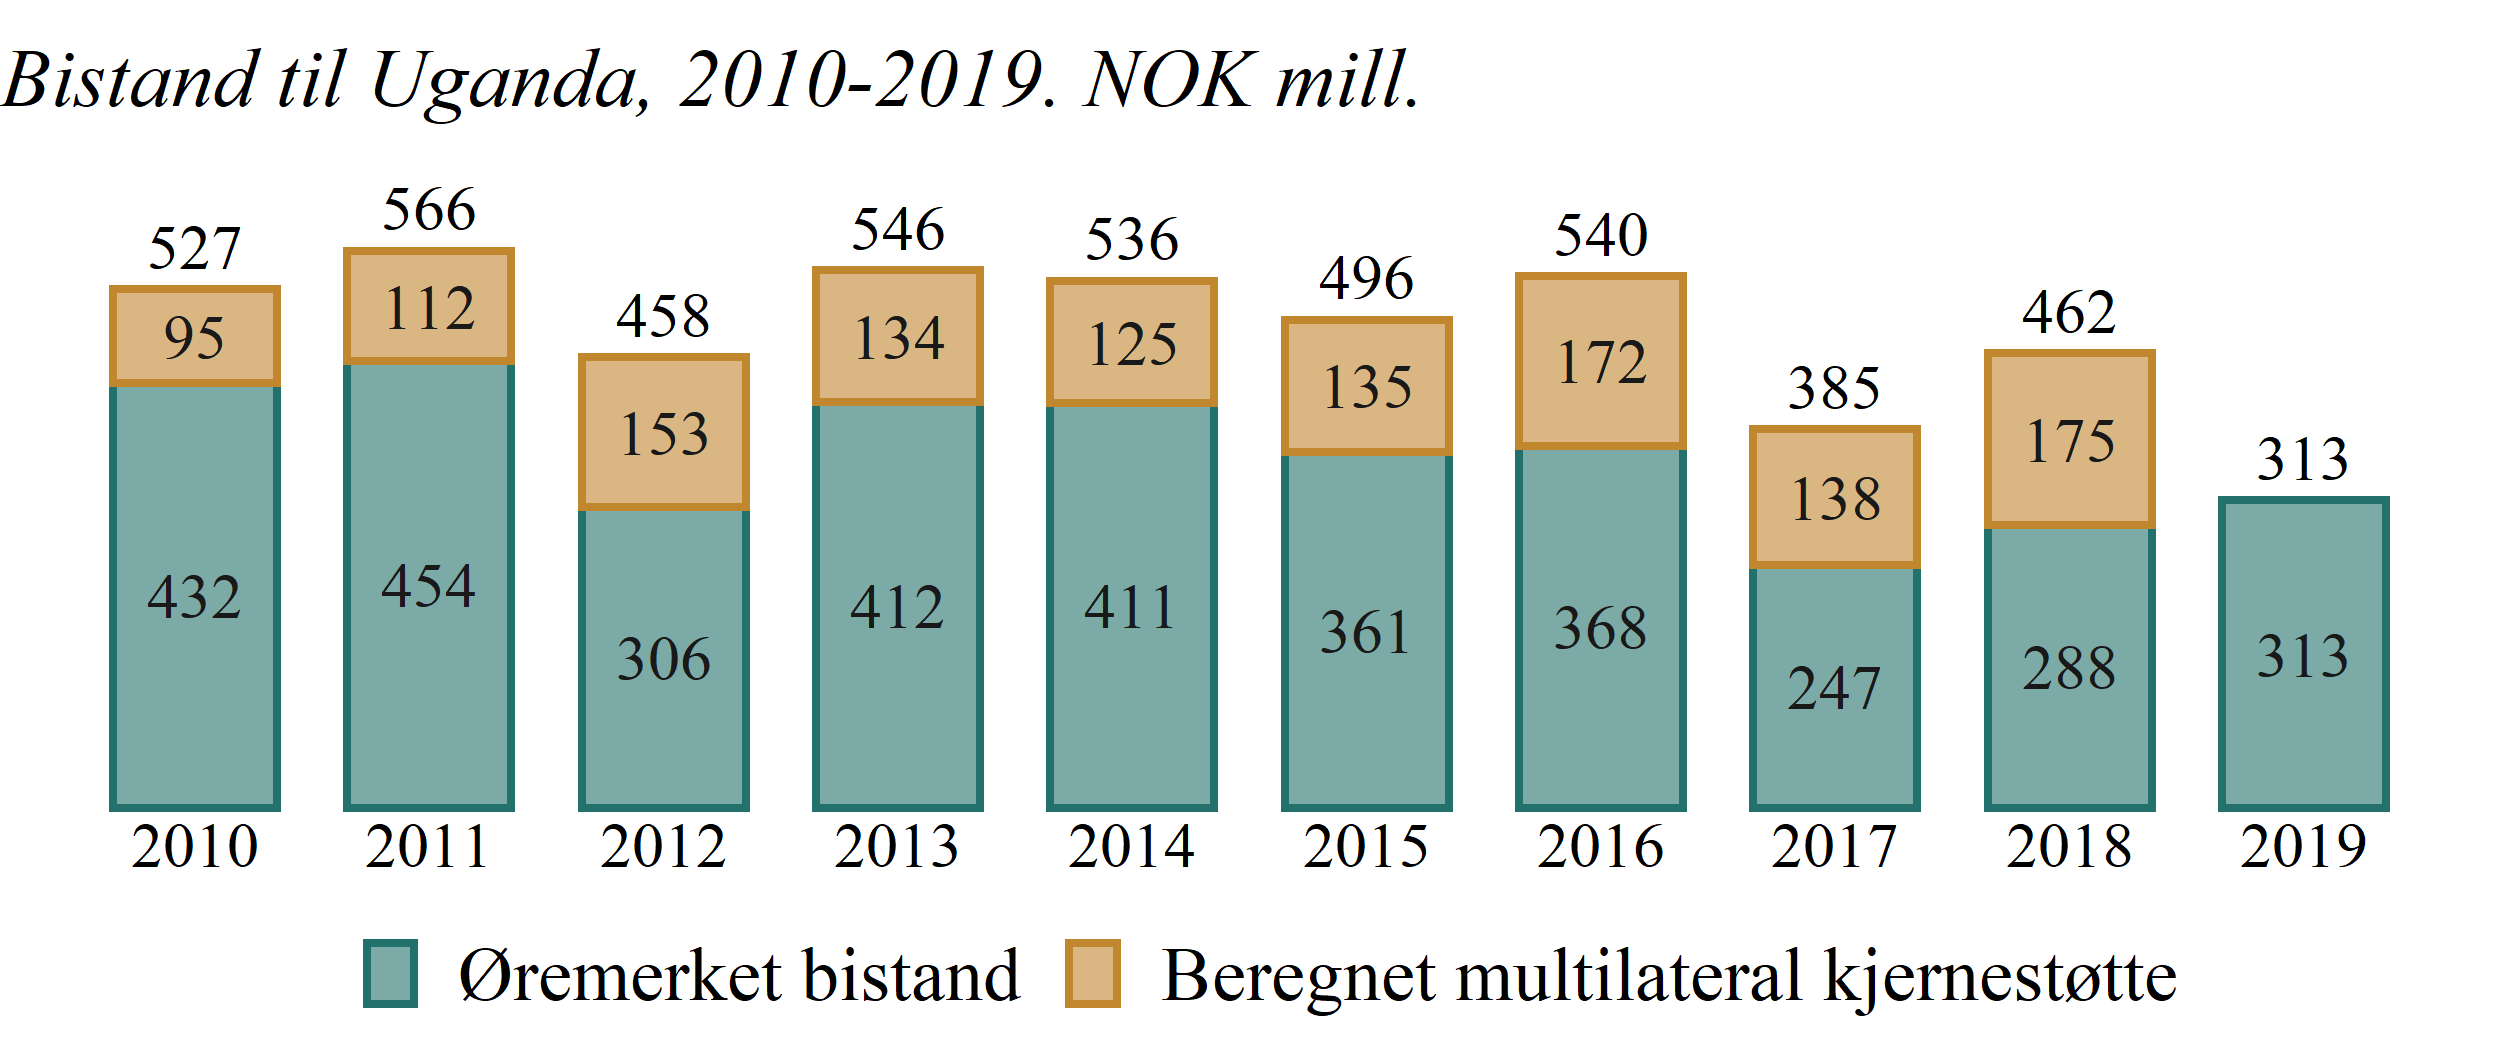 Bistand til Uganda, 2010-2019. NOK mill.
527 566 458 546 536 496 540 385 462 313
95 112 153 134 125 135 172 138 175
432 454 306 412 411 361 368 247 288 313
2010 2011 2012 2013 2014 2015 2016 2017 2018 2019
Øremerket bistand Beregnet multilateral kjernestøtte